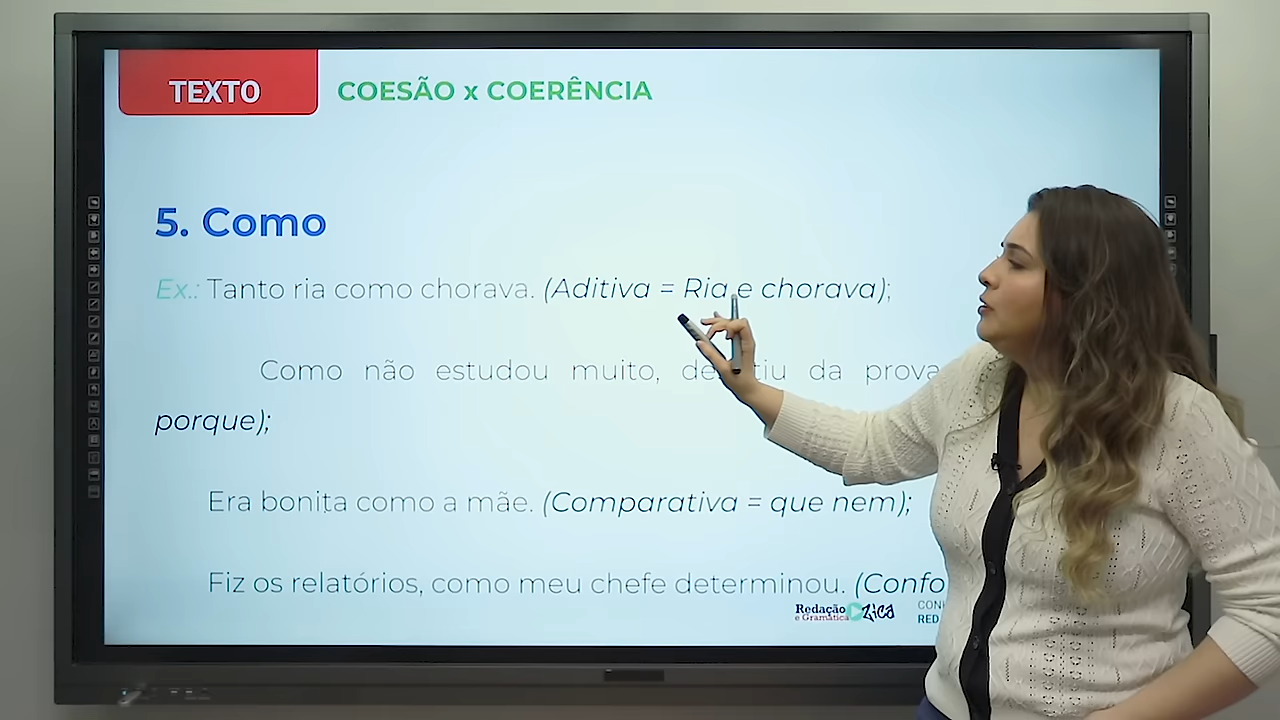 TEXTO
COESÃO x COERÊNCIA
5. Como
Ex.: Tanto ria como chorava. (Aditiva = Ria e chorava);
Como não estudou muito, da prova
porque);
Era bonita como a mãe. (Comparativa = que nem);
Fiz os relatórios, como meu chefe determinou.
Redação Zica
e Gramática